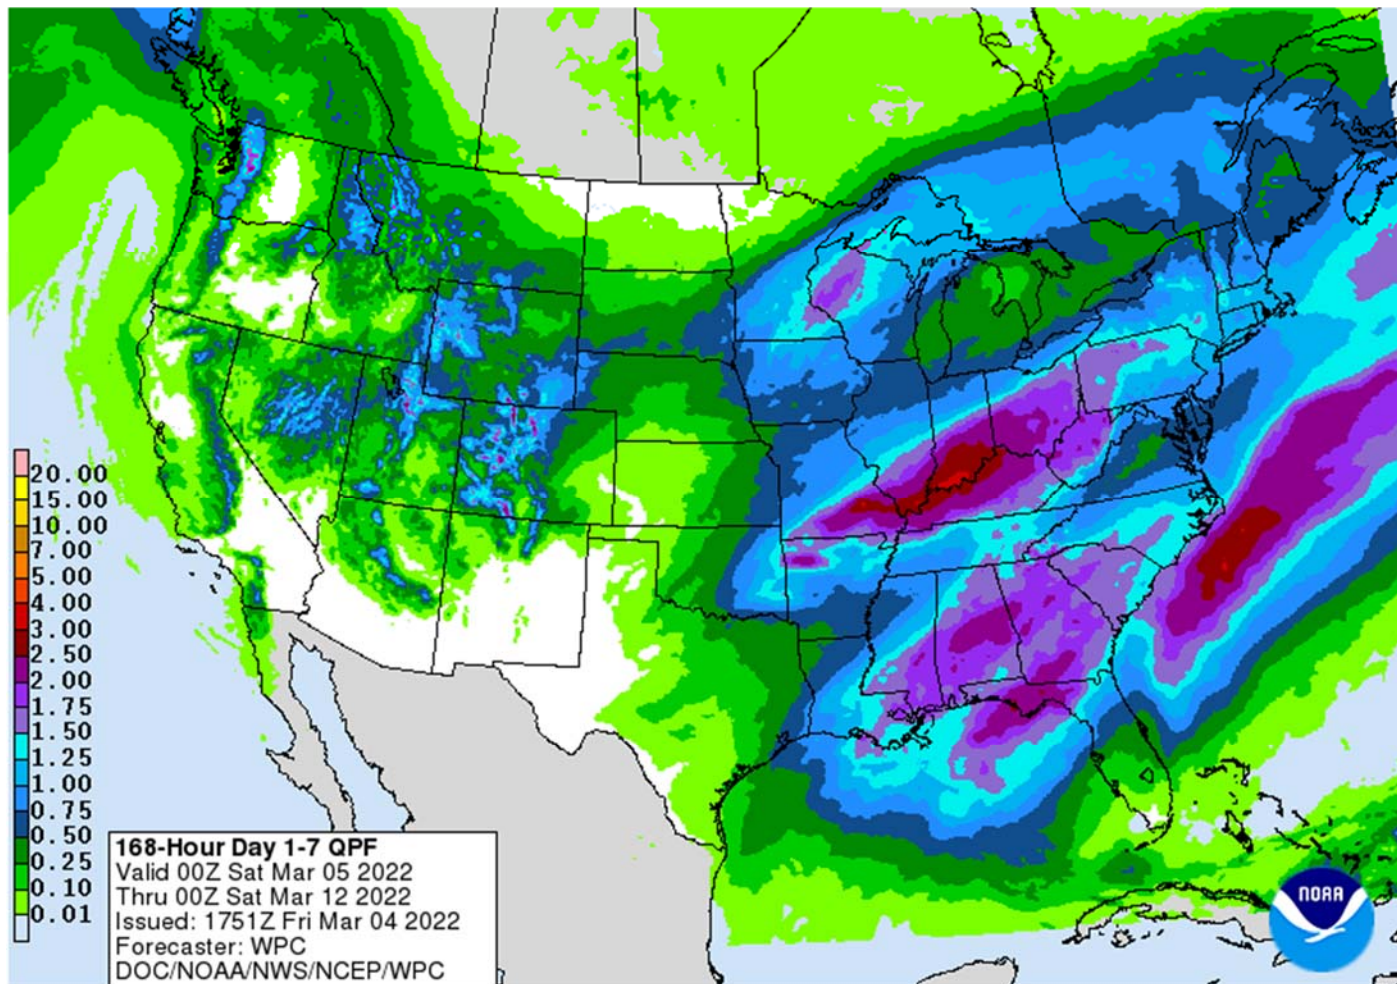 20.00
15.00
10.00
7.00
5.00
4.00
3.00
2.50
2.00
1.75
1.50
1.25
1.00
0.75
0.50
0.25
0.10
0.01
168-Hour Day 1-7 QPF
Valid 00Z Sat Mar 05 2022
Thru 00Z Sat Mar 12 2022
Issued: 1751Z Fri Mar 04 2022
Forecaster: WPC
DOC/NOAA/NWS/NCEP/WPC
NOAA